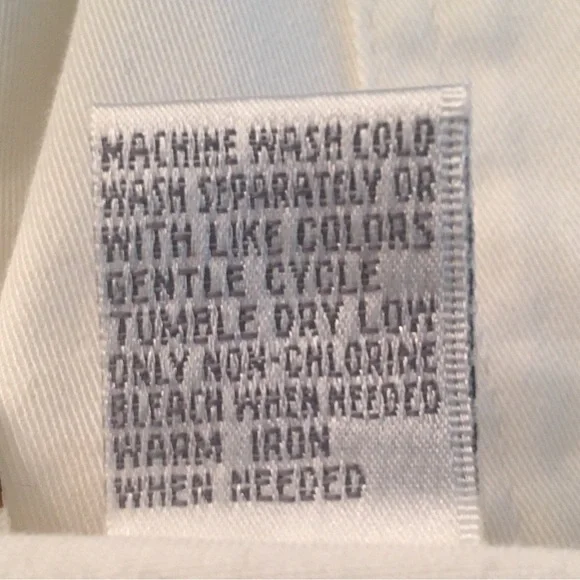 MACHINE WASH COLD
WASH SEPARATELY OR
WITH LIKE COLORS
GENTLE CYCLE
TUMBLE DRY LOW
ONLY NON-CHLORINE
BLEACH WHEN NEEDED
WARM IRON
WHEN NEEDED